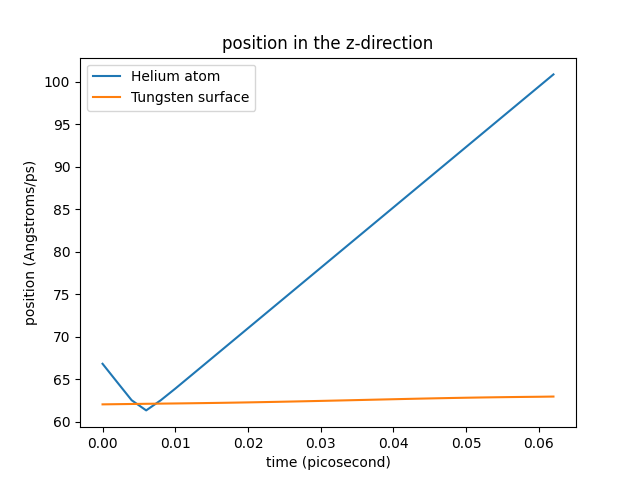 position in the z-direction
Helium atom
Tungsten surface
position (Angstroms/ps)
100
95
90
85
80
75
70
65
60
0.00 0.01 0.02 0.03 0.04 0.05 0.06
time (picosecond)